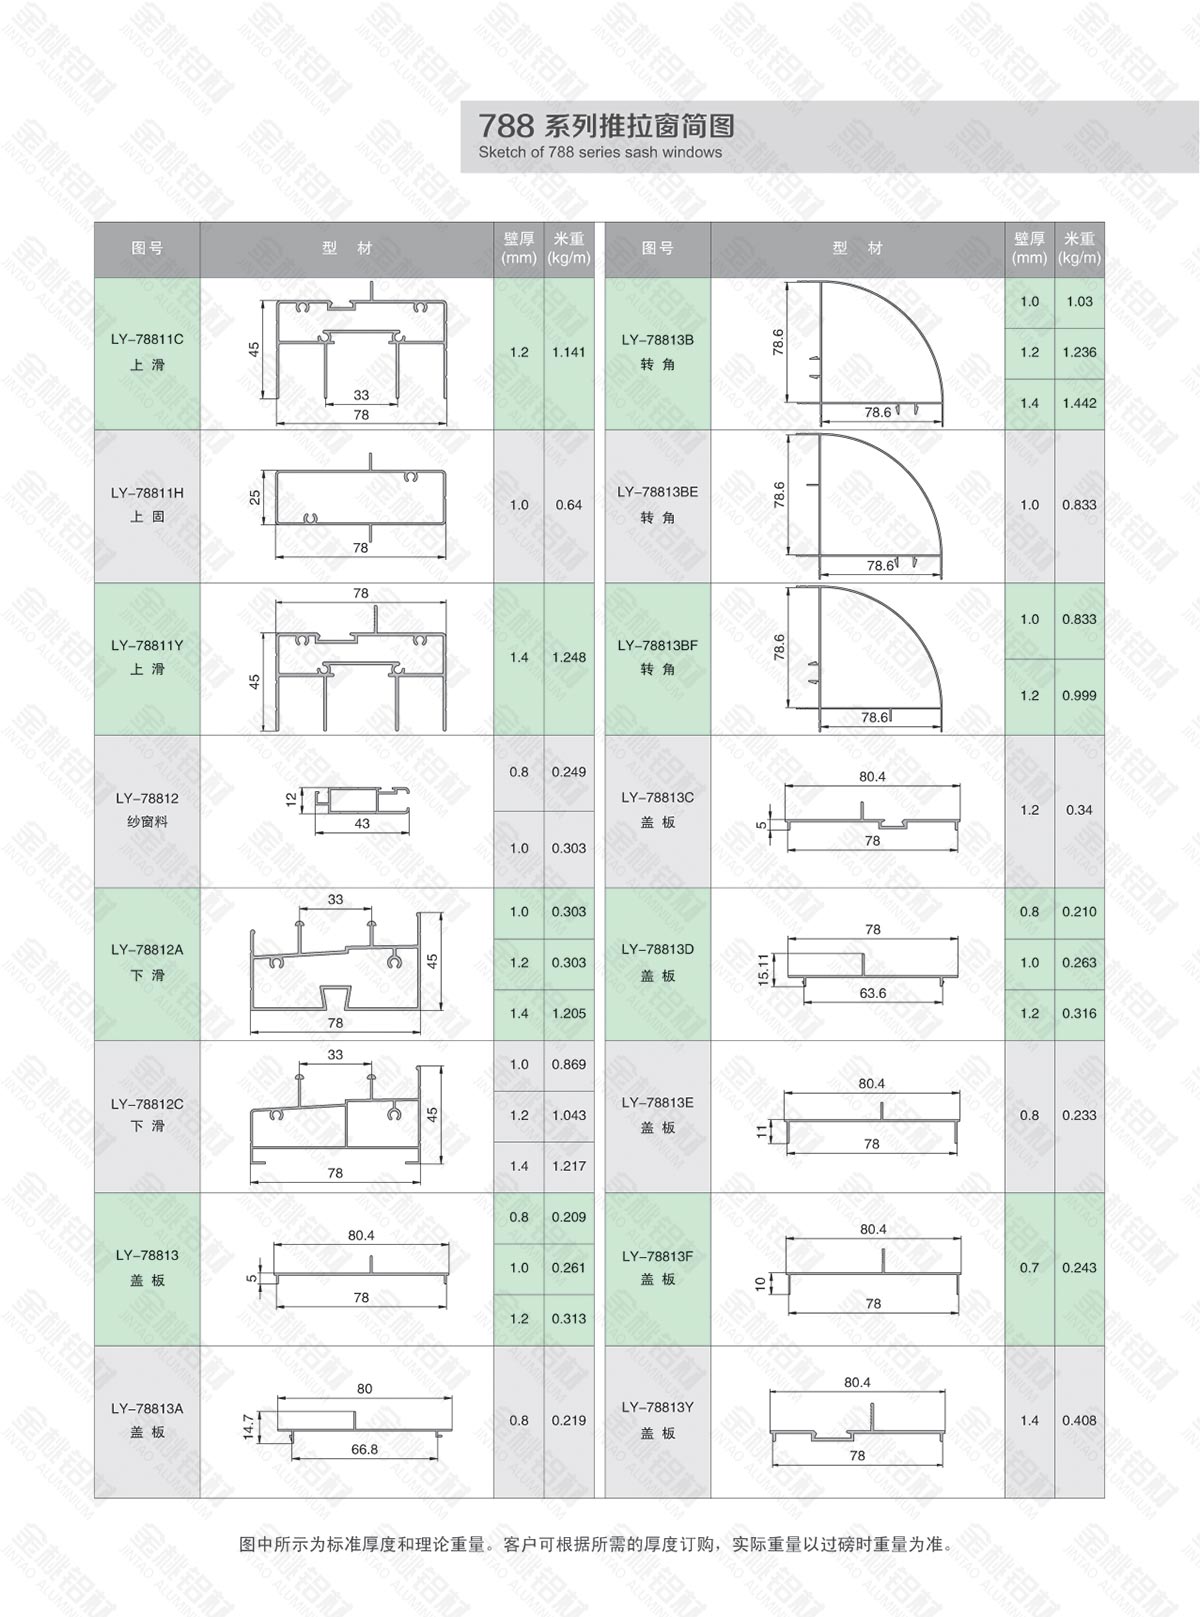 788 系列推拉窗简图
Sketch of 788 series sash windows
图号 型 材 壁厚(mm) 米重(kg/m) 图号 型 材 壁厚(mm) 米重(kg/m)
LY-78811C 上 滑
45 33 78
1.2 1.141
LY-78813B 转 角
78.6 78.6
1.0 1.03
1.2 1.236
1.4 1.442
LY-78811H 上 固
25 78
1.0 0.64
LY-78813BE 转 角
78.6 78.6
1.0 0.833
LY-78811Y 上 滑
78 45
1.4 1.248
LY-78813BF 转 角
78.6 78.6
1.0 0.833
1.2 0.999
LY-78812 纱窗料
12 43
0.8 0.249
1.0 0.303
LY-78813C 盖 板
80.4 5 78
1.2 0.34
LY-78812A 下 滑
33 45 78
1.0 0.303
1.2 0.303
1.4 1.205
LY-78813D 盖 板
78 15.11 63.6
0.8 0.210
1.0 0.263
1.2 0.316
LY-78812C 下 滑
33 45 78
1.0 0.869
1.2 1.043
1.4 1.217
LY-78813E 盖 板
80.4 11 78
0.8 0.233
LY-78813 盖 板
80.4 5 78
0.8 0.209
1.0 0.261
1.2 0.313
LY-78813F 盖 板
80.4 10 78
0.7 0.243
LY-78813A 盖 板
80 14.7 66.8
0.8 0.219
LY-78813Y 盖 板
80.4 78
1.4 0.408
图中所示为标准厚度和理论重量。客户可根据所需的厚度订购，实际重量以过磅时重量为准。
金桃铝材
JINTAO ALUMINIUM